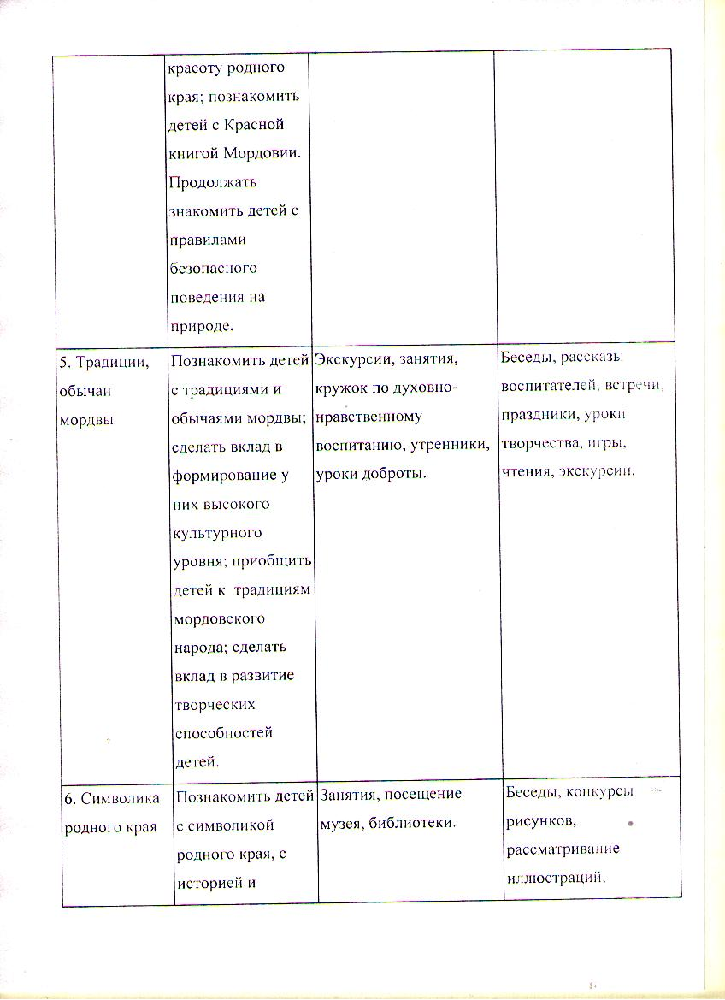 красоту родного
края; познакомить
детей с Красной
книгой Мордовии.
Продолжать
знакомить детей с
правилами
безопасного
поведения на
природе.
5. Традиции,
обычаи
мордвы
Познакомить детей
с традициями и
обычаями мордвы;
сделать вклад в
формирование у
них высокого
культурного
уровня; приобщить
детей к традициям
мордовского
народа; сделать
вклад в развитие
творческих
способностей
детей.
Экскурсии, занятия,
кружок по духовно-
нравственному
воспитанию, утренники,
уроки доброты.
Беседы, рассказы
воспитателей, встречи,
праздники, уроки
творчества, игры,
чтения, экскурсии.
6. Символика
родного края
Познакомить детей
с символикой
родного края, с
историей и
Занятия, посещение
музея, библиотеки.
Беседы, конкурсы
рисунков,
рассматривание
иллюстраций.